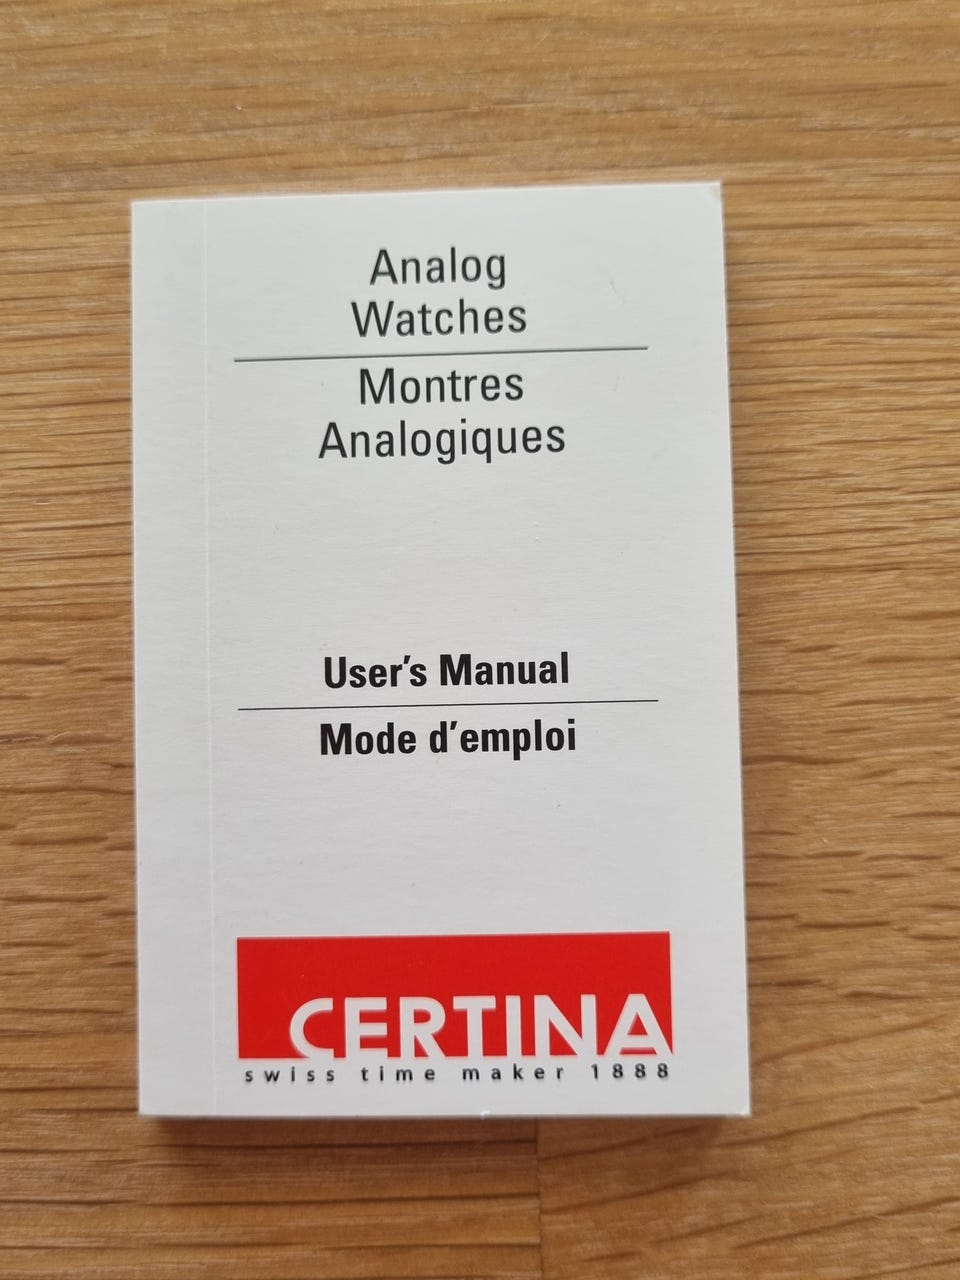 Analog
Watches
Montres
Analogiques
User's Manual
Mode d'emploi
CERTINA
swiss time maker 1888